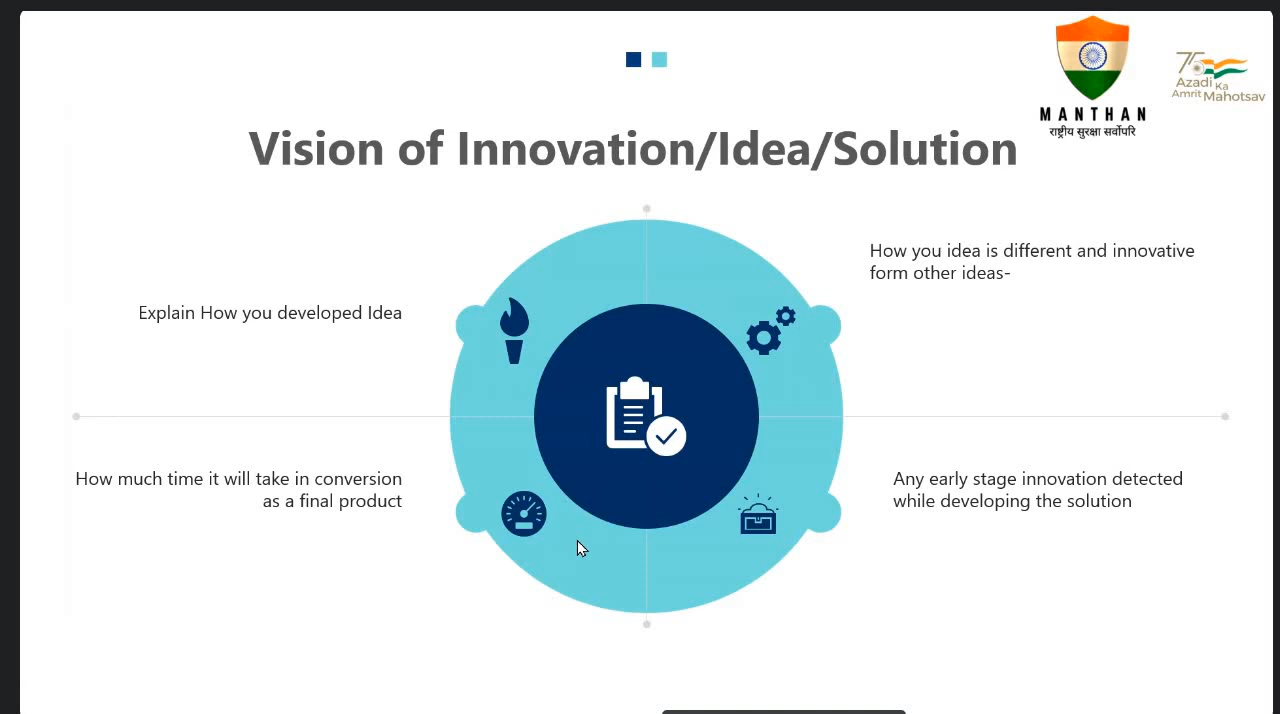 MANTHAN
राष्ट्रीय सुरक्षा सर्वोपरि
75
Azadi Ka
Amrit Mahotsav
Vision of Innovation/Idea/Solution
Explain How you developed Idea
How you idea is different and innovative
form other ideas-
How much time it will take in conversion
as a final product
Any early stage innovation detected
while developing the solution